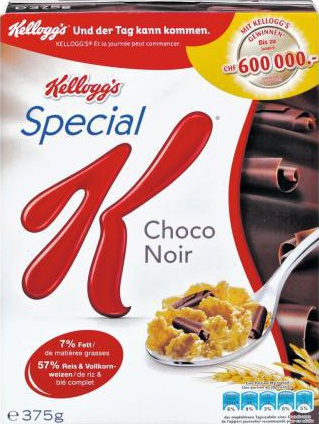 375g
Kellogg's Und der Tag kann kommen.
KELLOGG'S® Et la journée peut commencer.
MIT KELLOGG'S
GEWINNEN
Bis zu
CHF 600 000.-
Kellogg's
Special
K
®
Choco
Noir
7% Fett/
de matières grasses
57% Reis & Vollkorn-
weizen/de riz &
blé complet
e 375g